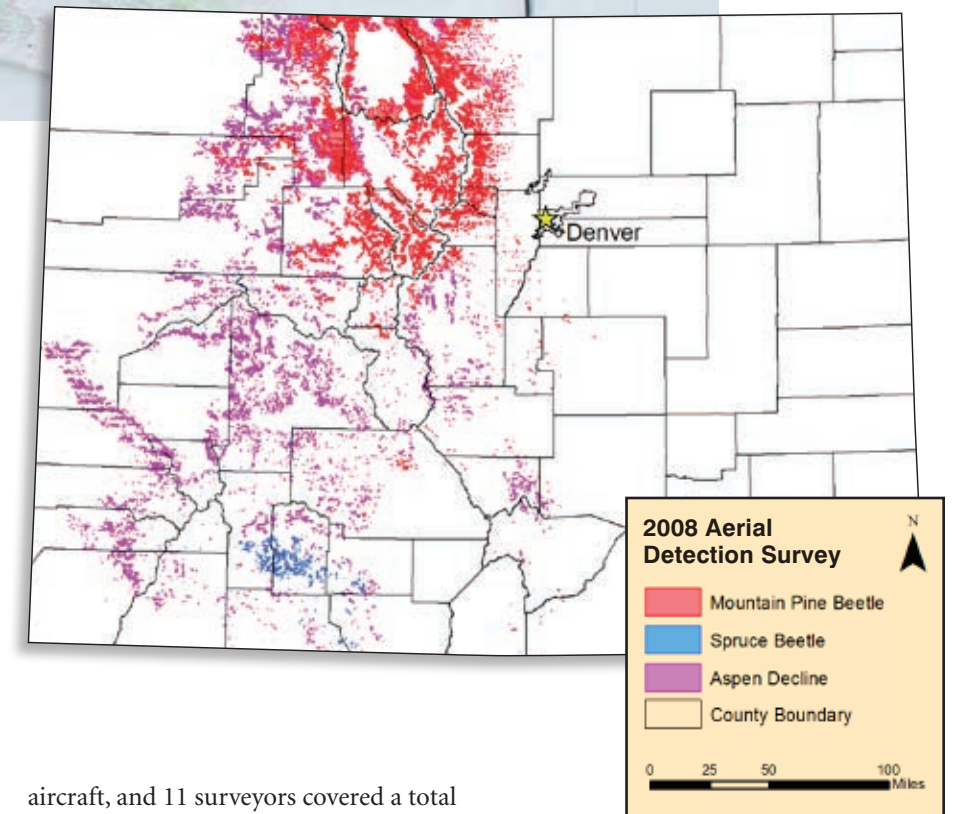 Denver
2008 Aerial
Detection Survey
N
Mountain Pine Beetle
Spruce Beetle
Aspen Decline
County Boundary
0 25 50 100
Miles
aircraft, and 11 surveyors covered a total